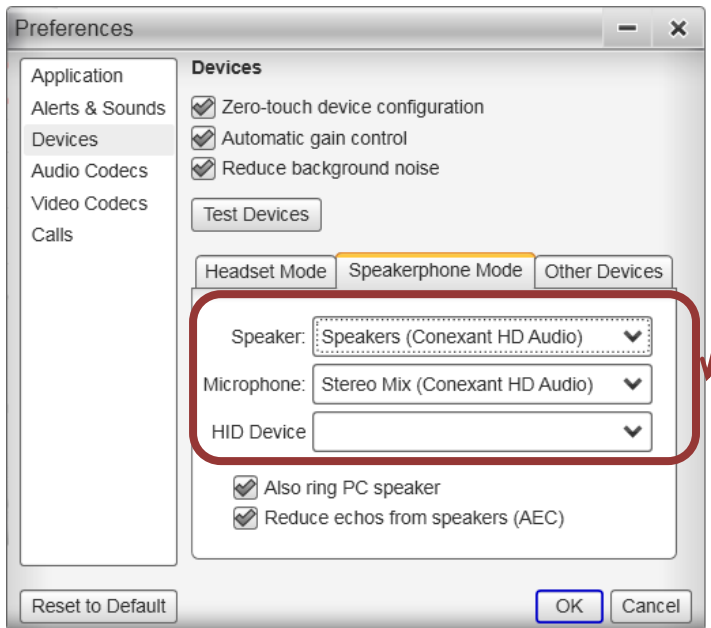 Preferences
Application
Alerts & Sounds
Devices
Audio Codecs
Video Codecs
Calls
Devices
Zero-touch device configuration
Automatic gain control
Reduce background noise
Test Devices
Headset Mode
Speakerphone Mode
Other Devices
Speaker: Speakers (Conexant HD Audio)
Microphone: Stereo Mix (Conexant HD Audio)
HID Device
Also ring PC speaker
Reduce echos from speakers (AEC)
Reset to Default
OK
Cancel